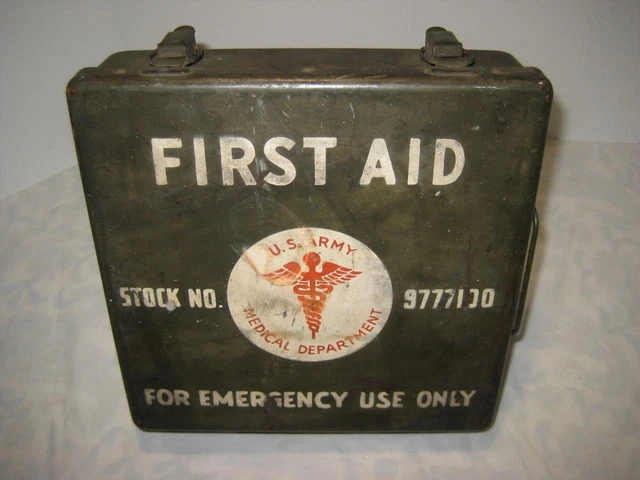 FIRST AID
U.S. ARMY
STOCK NO. 9777100
MEDICAL DEPARTMENT
FOR EMERGENCY USE ONLY